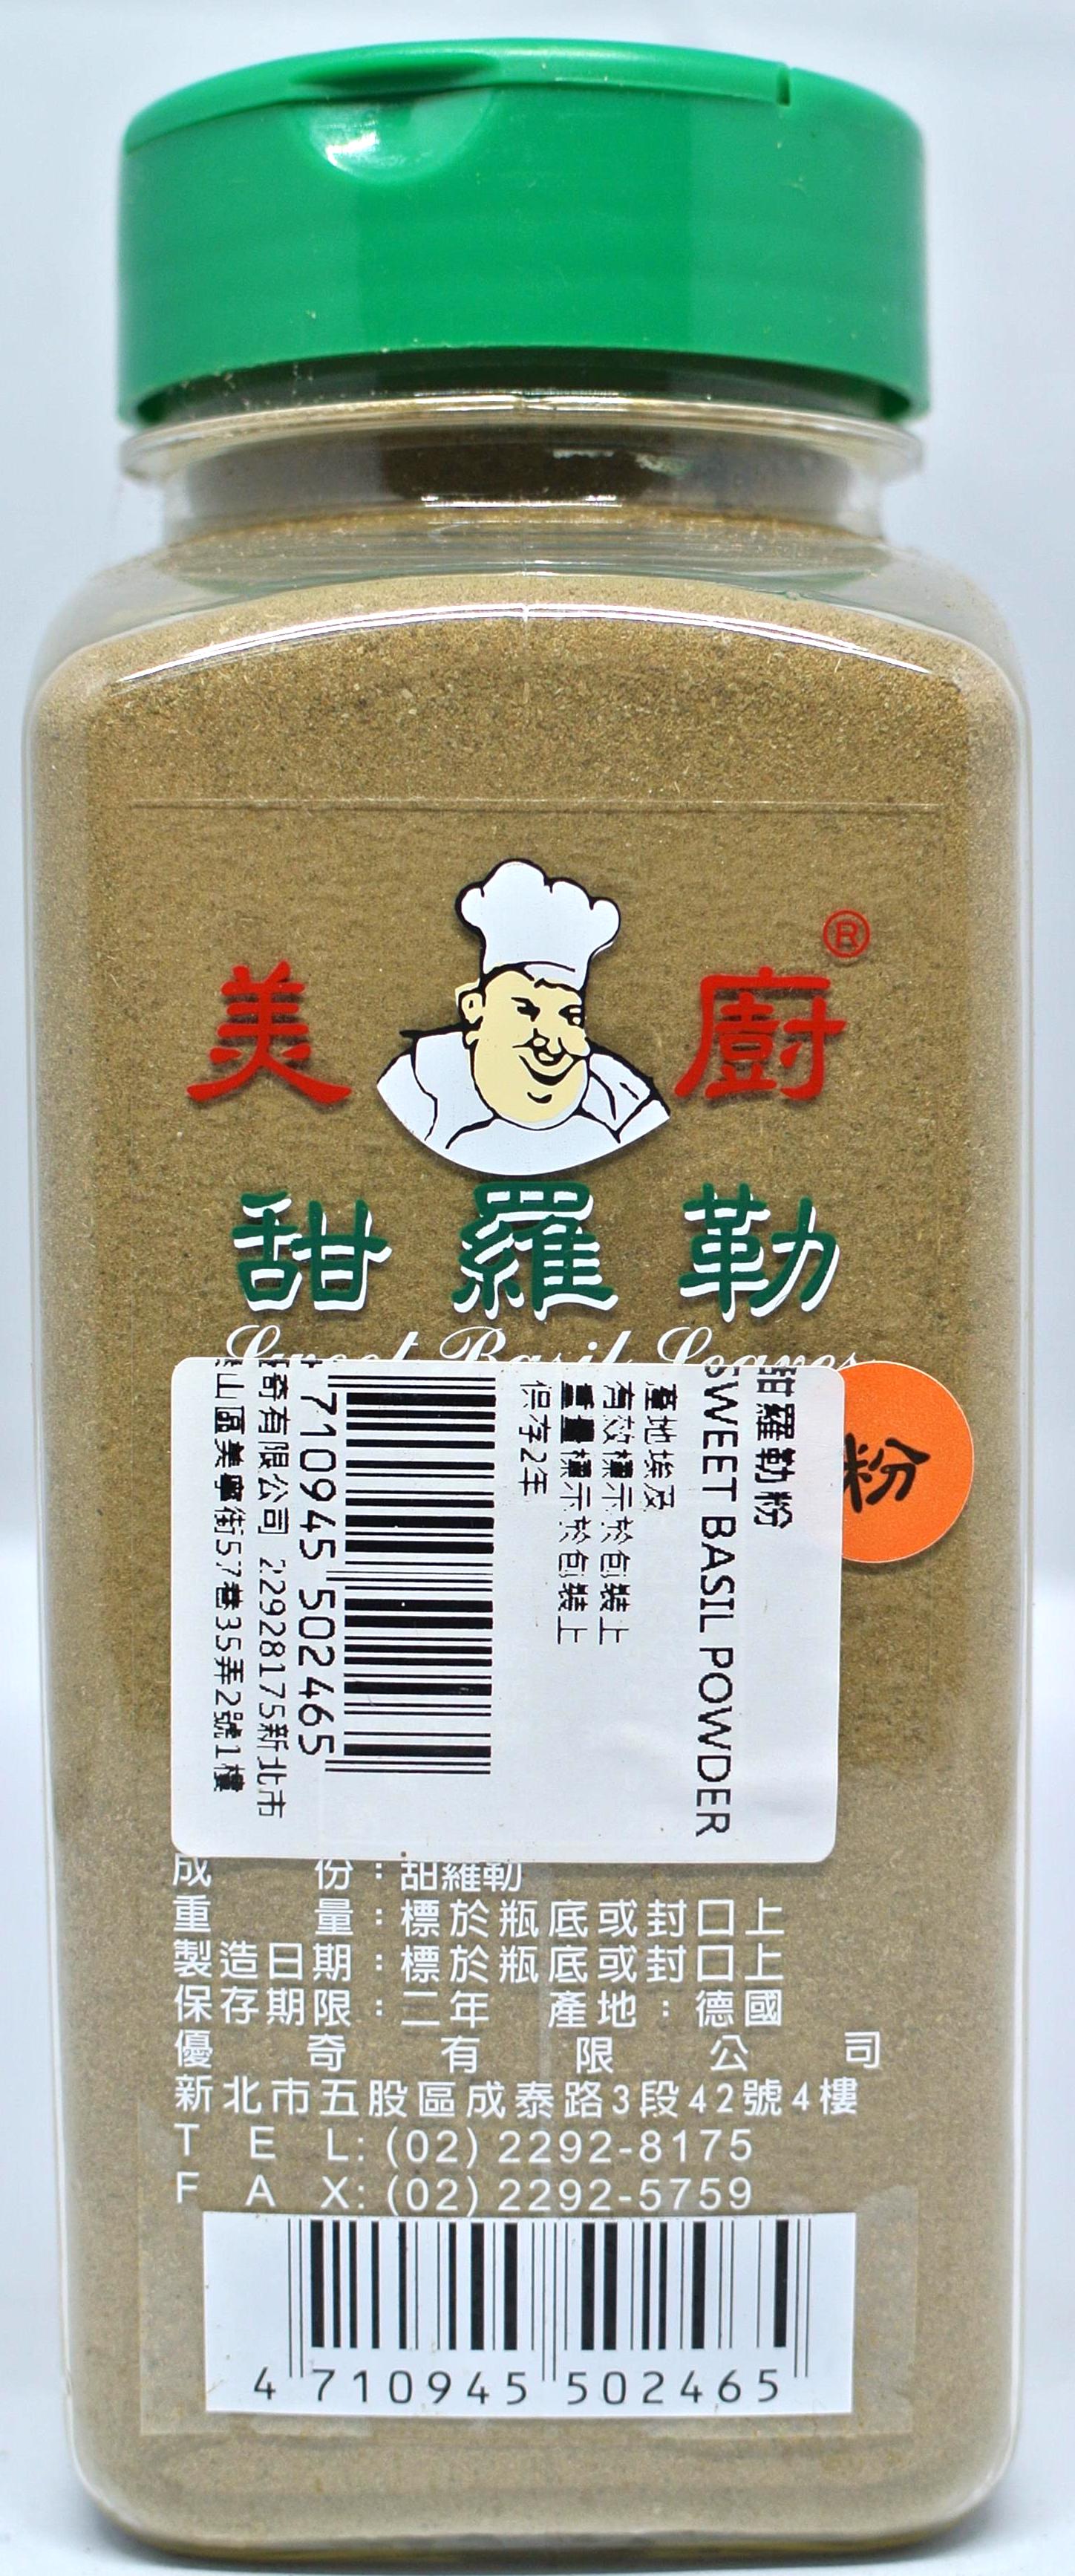 美 廚®
甜羅勒
Sweet Basil Leaves
粉
甜羅勒粉
SWEET BASIL POWDER
產地埃及
有效標示於包裝上
重量標示於包裝上
保存2年
4 710945 502465
奇有限公司 22928175新北市
山區美寧街57巷35弄2號1樓
成份:甜羅勒
重量:標於瓶底或封口上
製造日期:標於瓶底或封口上
保存期限:二年 產地:德國
優奇有限公司
新北市五股區成泰路3段42號4樓
TEL:(02) 2292-8175
FAX:(02) 2292-5759
4 710945 502465